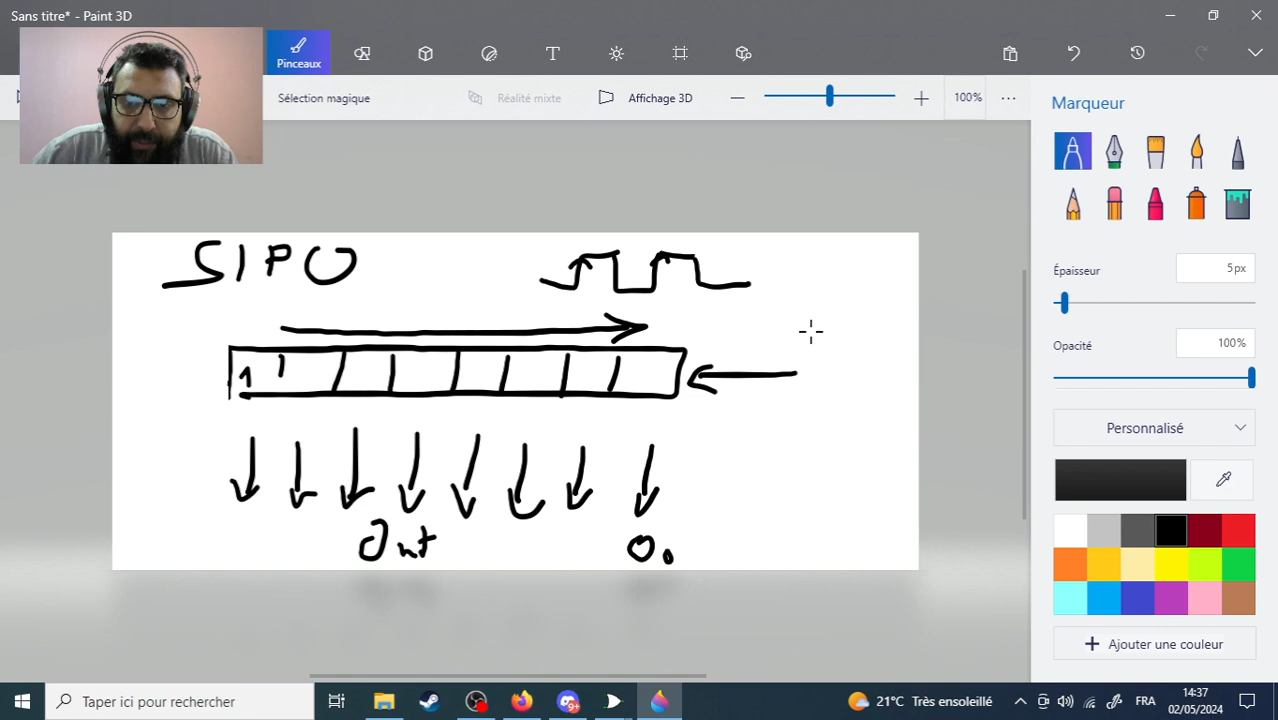 Sans titre* - Paint 3D
Pinceaux
Sélection magique
Réalité mixte
Affichage 3D
100%
Marqueur
Épaisseur
5px
Opacité
100%
Personnalisé
Ajouter une couleur
SIPO
1
Out
O0
Taper ici pour rechercher
9+
21°C Très ensoleillé
FRA
14:37
02/05/2024